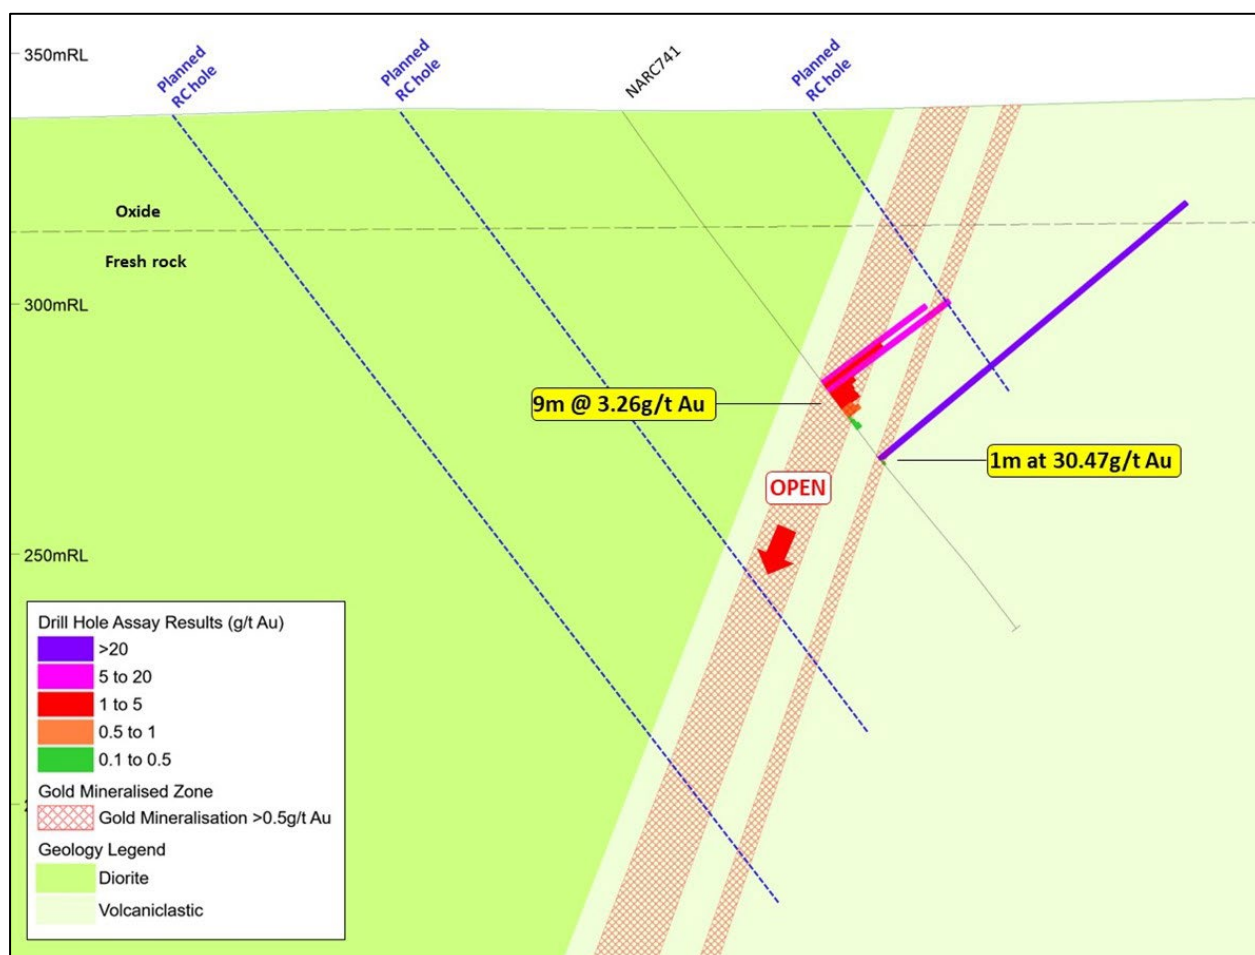 350mRL
Planned
RC hole
Planned
RC hole
NARC741
Planned
RC hole
Oxide
Fresh rock
300mRL
9m @ 3.26g/t Au
1m at 30.47g/t Au
OPEN
250mRL
Drill Hole Assay Results (g/t Au)
>20
5 to 20
1 to 5
0.5 to 1
0.1 to 0.5
Gold Mineralised Zone
Gold Mineralisation >0.5g/t Au
Geology Legend
Diorite
Volcaniclastic